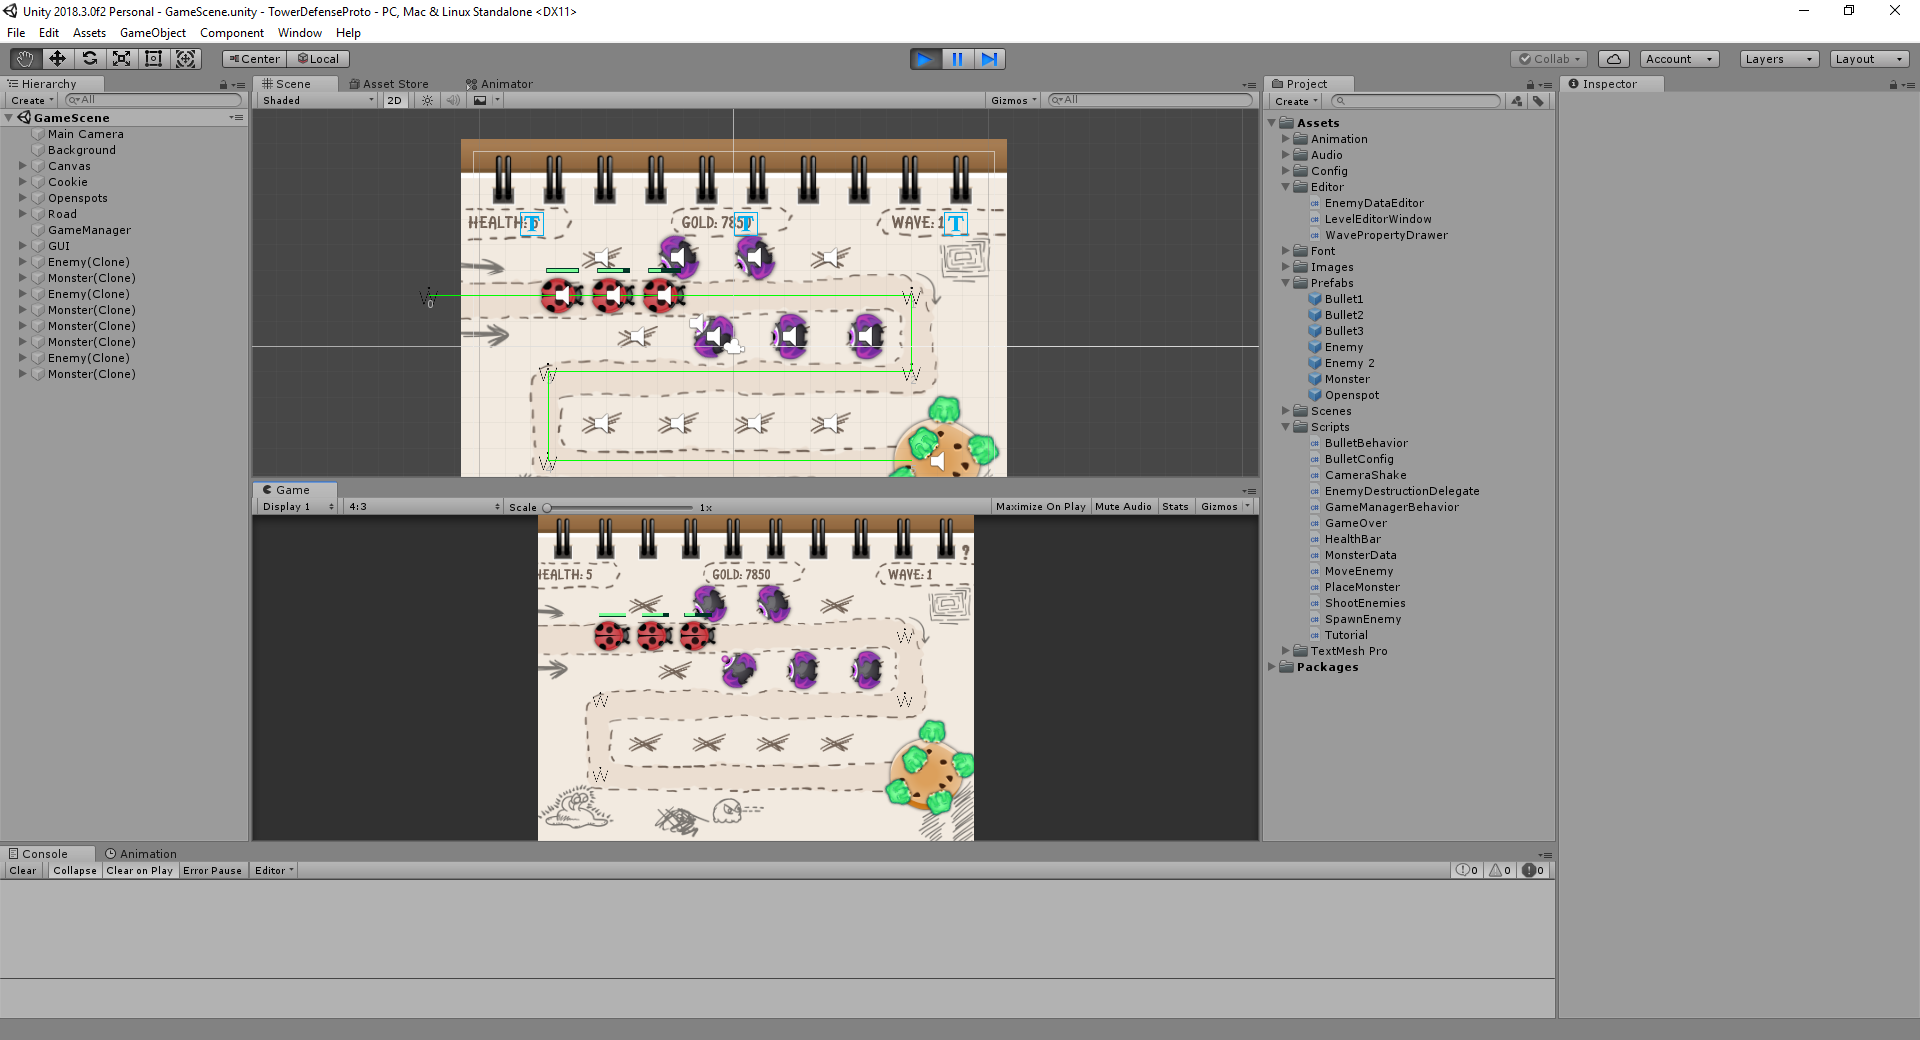 Unity 2018.3.0f2 Personal - GameScene.unity - TowerDefenseProto - PC, Mac & Linux Standalone <DX11>
File Edit Assets GameObject Component Window Help
Center Local Collab Account Layers Layout
Hierarchy
Create All
GameScene
Main Camera
Background
Canvas
Cookie
Openspots
Road
GameManager
GUI
Enemy(Clone)
Monster(Clone)
Enemy(Clone)
Monster(Clone)
Monster(Clone)
Monster(Clone)
Enemy(Clone)
Monster(Clone)
Scene Asset Store Animator
Shaded 2D Gizmos All
HEALTH: 5 GOLD: 7850 WAVE: 1
T T T
W
0
W
W
W
W
Game
Display 1 4:3 Scale 1x Maximize On Play Mute Audio Stats Gizmos
?
HEALTH: 5 GOLD: 7850 WAVE: 1
W
W
W
W
Project
Create
Assets
Animation
Audio
Config
Editor
EnemyDataEditor
LevelEditorWindow
WavePropertyDrawer
Font
Images
Prefabs
Bullet1
Bullet2
Bullet3
Enemy
Enemy 2
Monster
Openspot
Scenes
Scripts
BulletBehavior
BulletConfig
CameraShake
EnemyDestructionDelegate
GameManagerBehavior
GameOver
HealthBar
MonsterData
MoveEnemy
PlaceMonster
ShootEnemies
SpawnEnemy
Tutorial
TextMesh Pro
Packages
Inspector
Console Animation
Clear Collapse Clear on Play Error Pause Editor 0 0 0